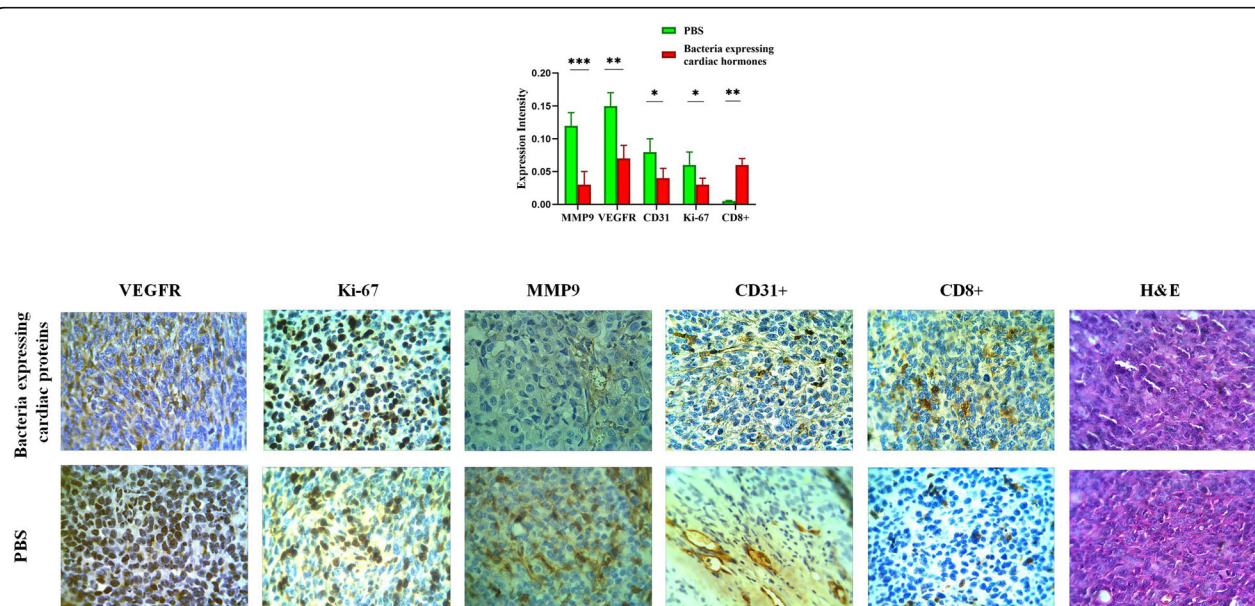 PBS
Bacteria expressing
cardiac hormones
*** ** * * **
0.20
0.15
0.10
0.05
0.00
Expression Intensity
MMP9 VEGFR CD31 Ki-67 CD8+
VEGFR Ki-67 MMP9 CD31+ CD8+ H&E
Bacteria expressing
cardiac proteins
PBS